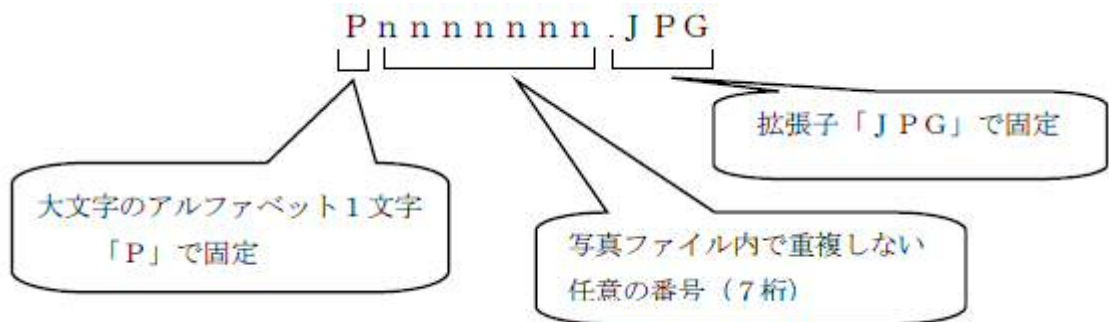 Pnnnnnnn.JPG
拡張子「JPG」で固定
大文字のアルファベット1文字
「P」で固定
写真ファイル内で重複しない
任意の番号(7桁)